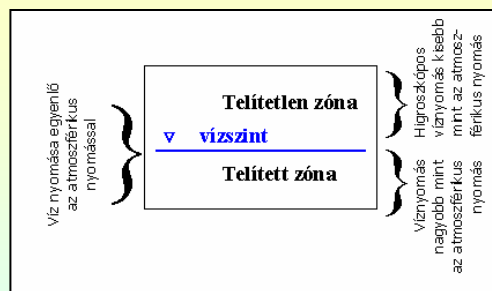 Víz nyomása egyenlő
az atmoszférikus
nyomással
Telítetlen zóna
▿ vízszint
Telített zóna
Higroszkópos
víznyomás kisebb
mint az atmosz-
férikus nyomás
Víznyomás
nagyobb mint
az atmoszférikus
nyomás